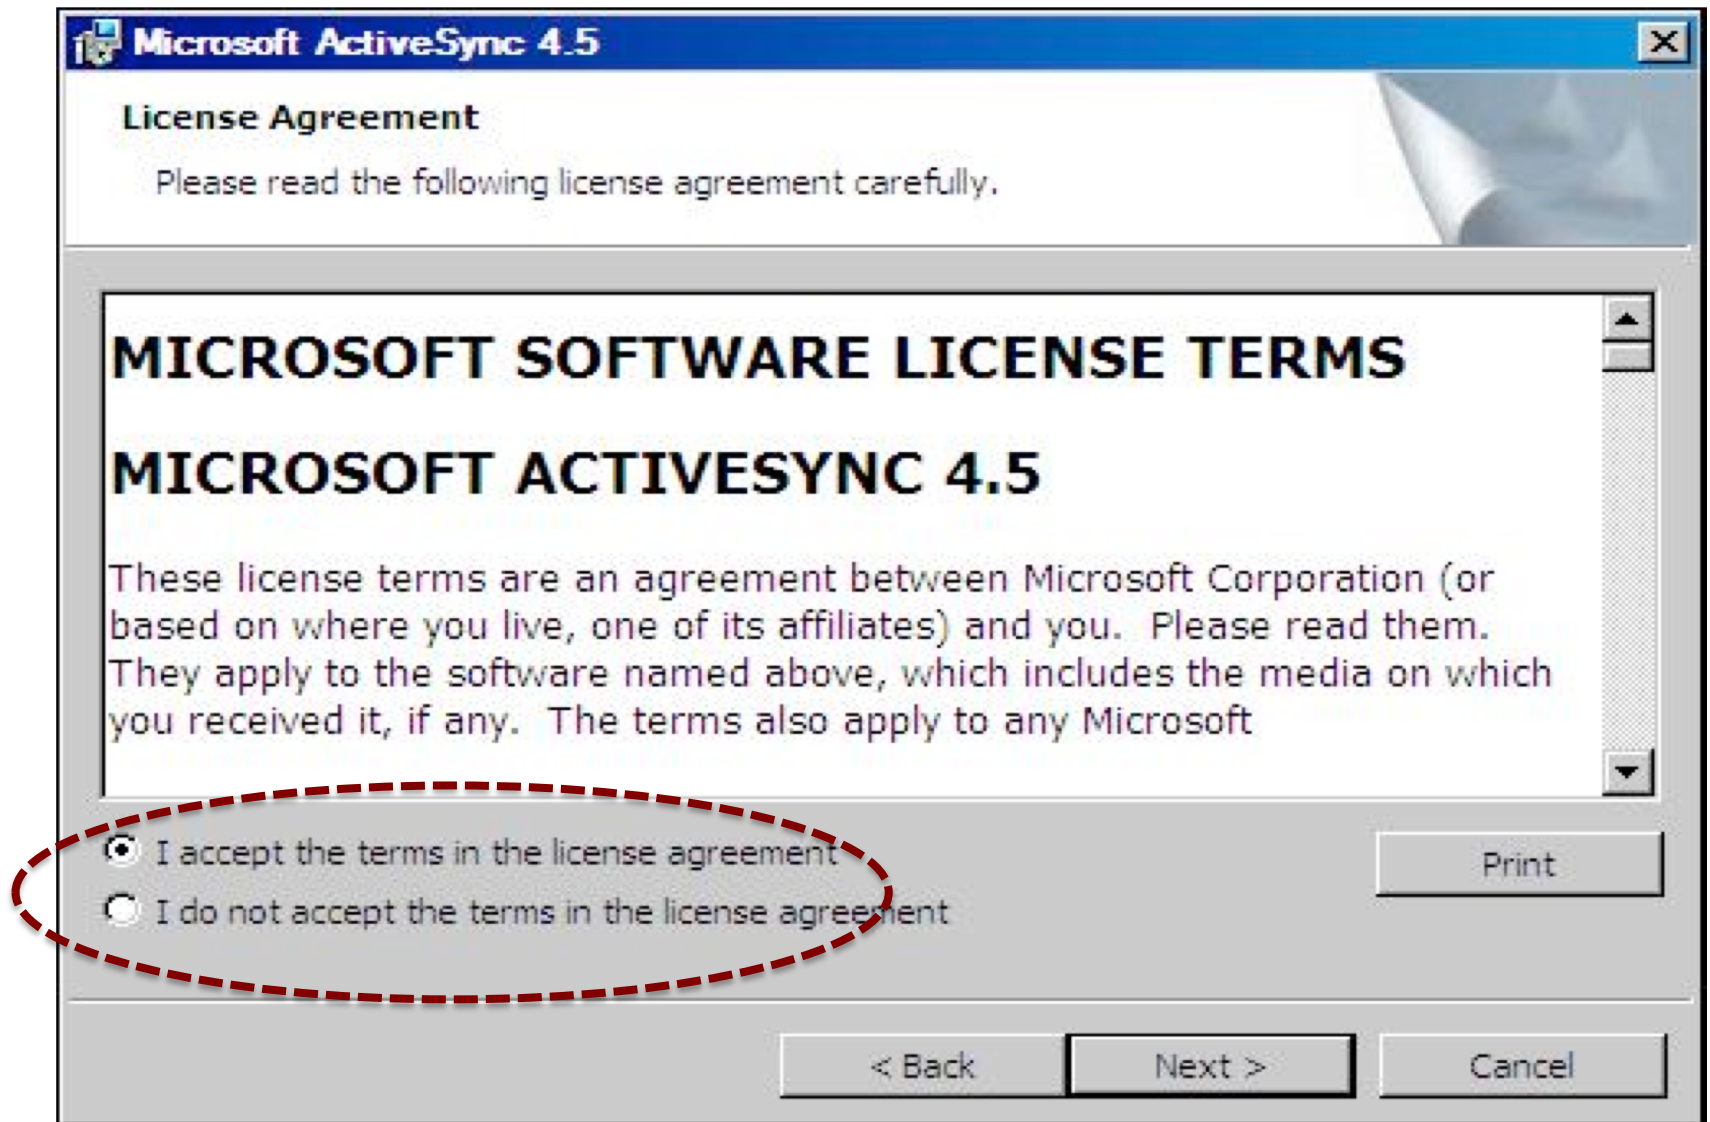 Microsoft ActiveSync 4.5
License Agreement
Please read the following license agreement carefully.
MICROSOFT SOFTWARE LICENSE TERMS
MICROSOFT ACTIVESYNC 4.5
These license terms are an agreement between Microsoft Corporation (or
based on where you live, one of its affiliates) and you.  Please read them.
They apply to the software named above, which includes the media on which
you received it, if any.  The terms also apply to any Microsoft
I accept the terms in the license agreement
Print
I do not accept the terms in the license agreement
< Back
Next >
Cancel